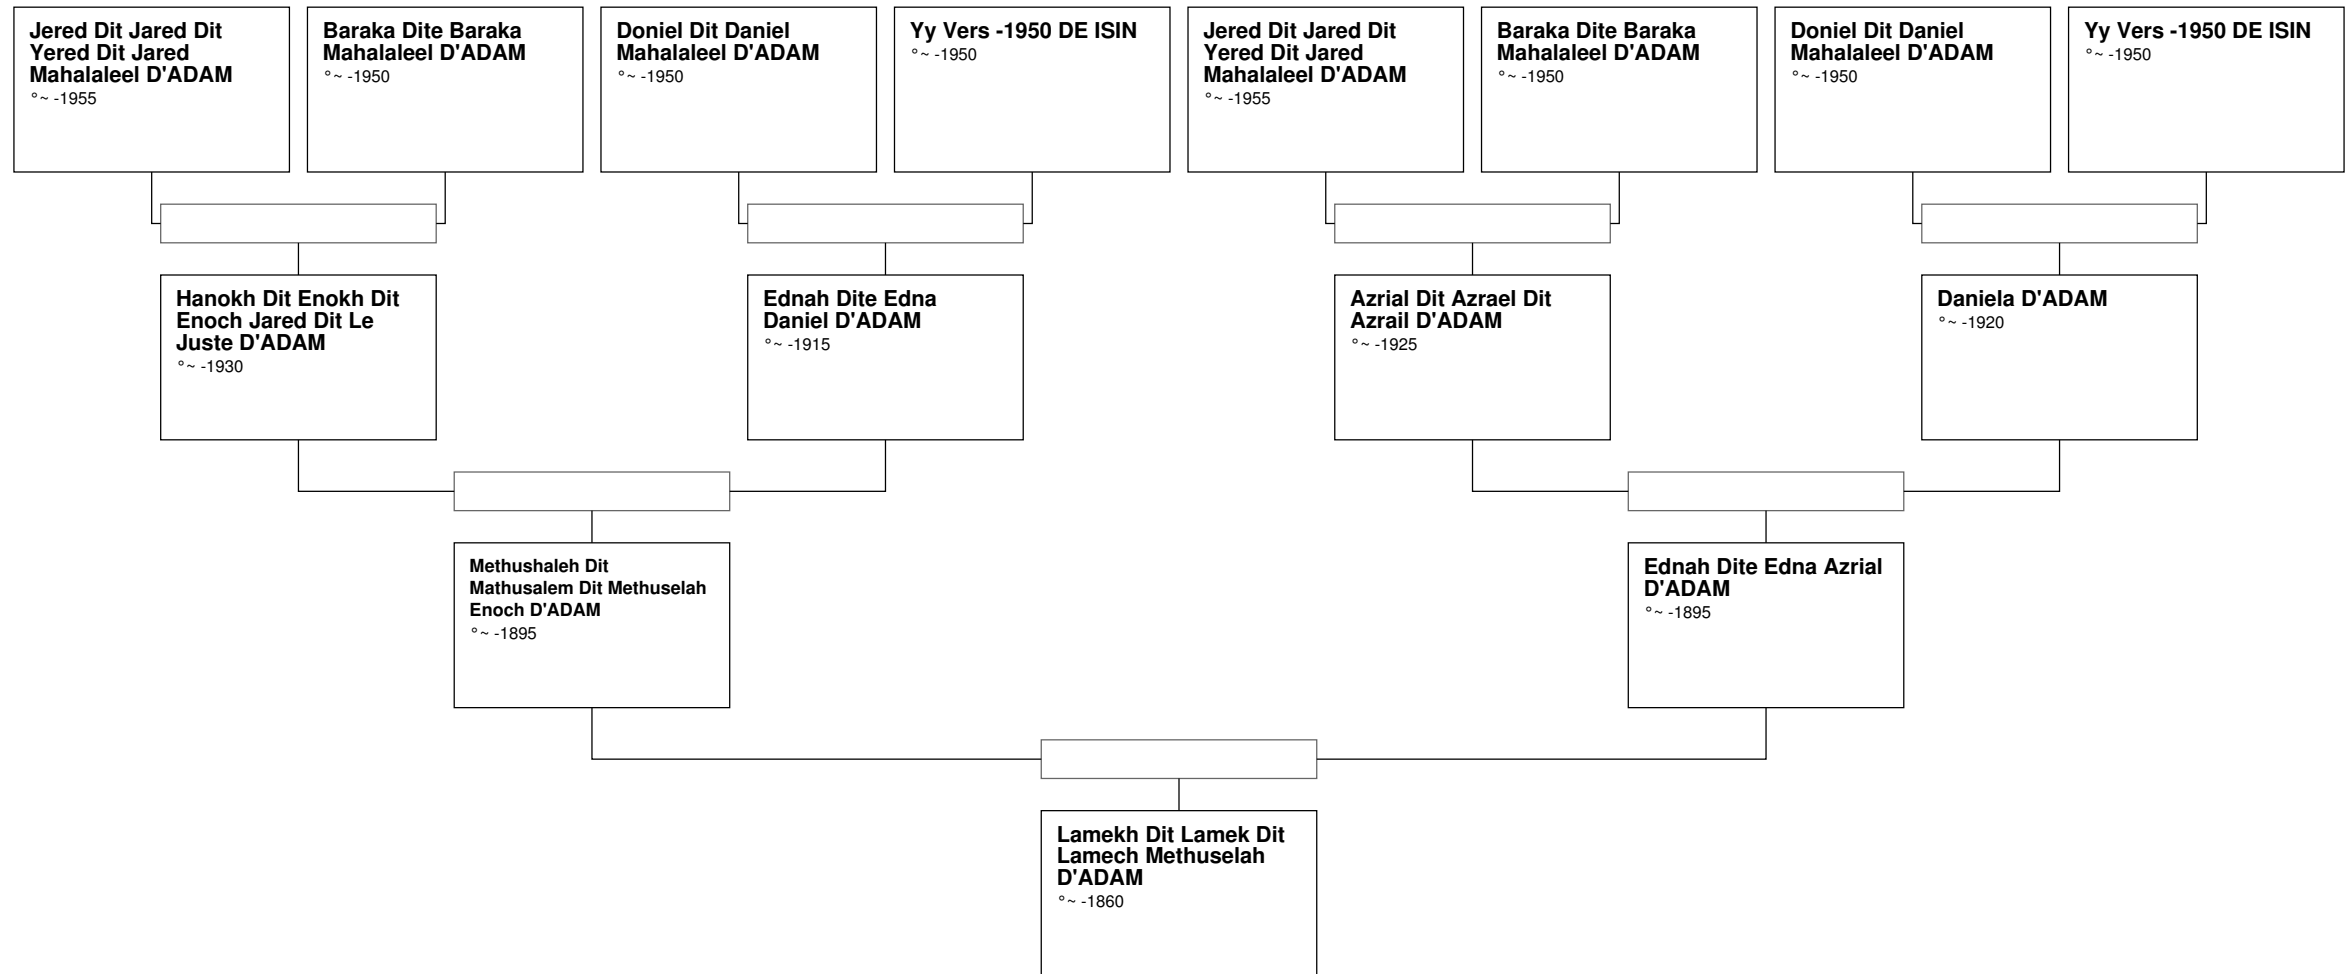 Jered Dit Jared Dit
Yered Dit Jared
Mahalaleel D'ADAM
°~ -1955
Baraka Dite Baraka
Mahalaleel D'ADAM
°~ -1950
Doniel Dit Daniel
Mahalaleel D'ADAM
°~ -1950
Yy Vers -1950 DE ISIN
°~ -1950
Jered Dit Jared Dit
Yered Dit Jared
Mahalaleel D'ADAM
°~ -1955
Baraka Dite Baraka
Mahalaleel D'ADAM
°~ -1950
Doniel Dit Daniel
Mahalaleel D'ADAM
°~ -1950
Yy Vers -1950 DE ISIN
°~ -1950
Hanokh Dit Enokh Dit
Enoch Jared Dit Le
Juste D'ADAM
°~ -1930
Ednah Dite Edna
Daniel D'ADAM
°~ -1915
Azrial Dit Azrael Dit
Azrail D'ADAM
°~ -1925
Daniela D'ADAM
°~ -1920
Methushaleh Dit
Mathusalem Dit Methuselah
Enoch D'ADAM
°~ -1895
Ednah Dite Edna Azrial
D'ADAM
°~ -1895
Lamekh Dit Lamek Dit
Lamech Methuselah
D'ADAM
°~ -1860